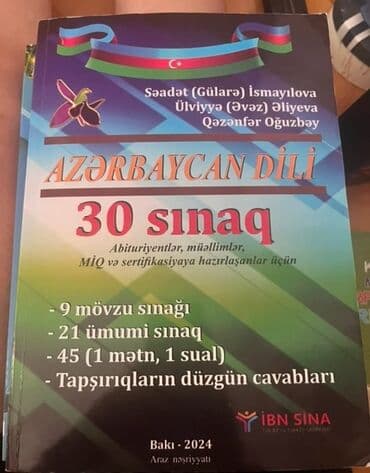 Səadət (Gülarə) İsmayılova
Ülviyyə (Əvəz) Əliyeva
Qəzənfər Oğuzbəy
AZƏRBAYCAN DİLİ
30 sınaq
Abituriyentlər, müəllimlər,
MİQ və sertifikasiyaya hazırlaşanlar üçün
- 9 mövzu sınağı
- 21 ümumi sınaq
- 45 (1 mətn, 1 sual)
- Tapşırıqların düzgün cavabları
İBN SİNA
Bakı - 2024
Araz nəşriyyatı